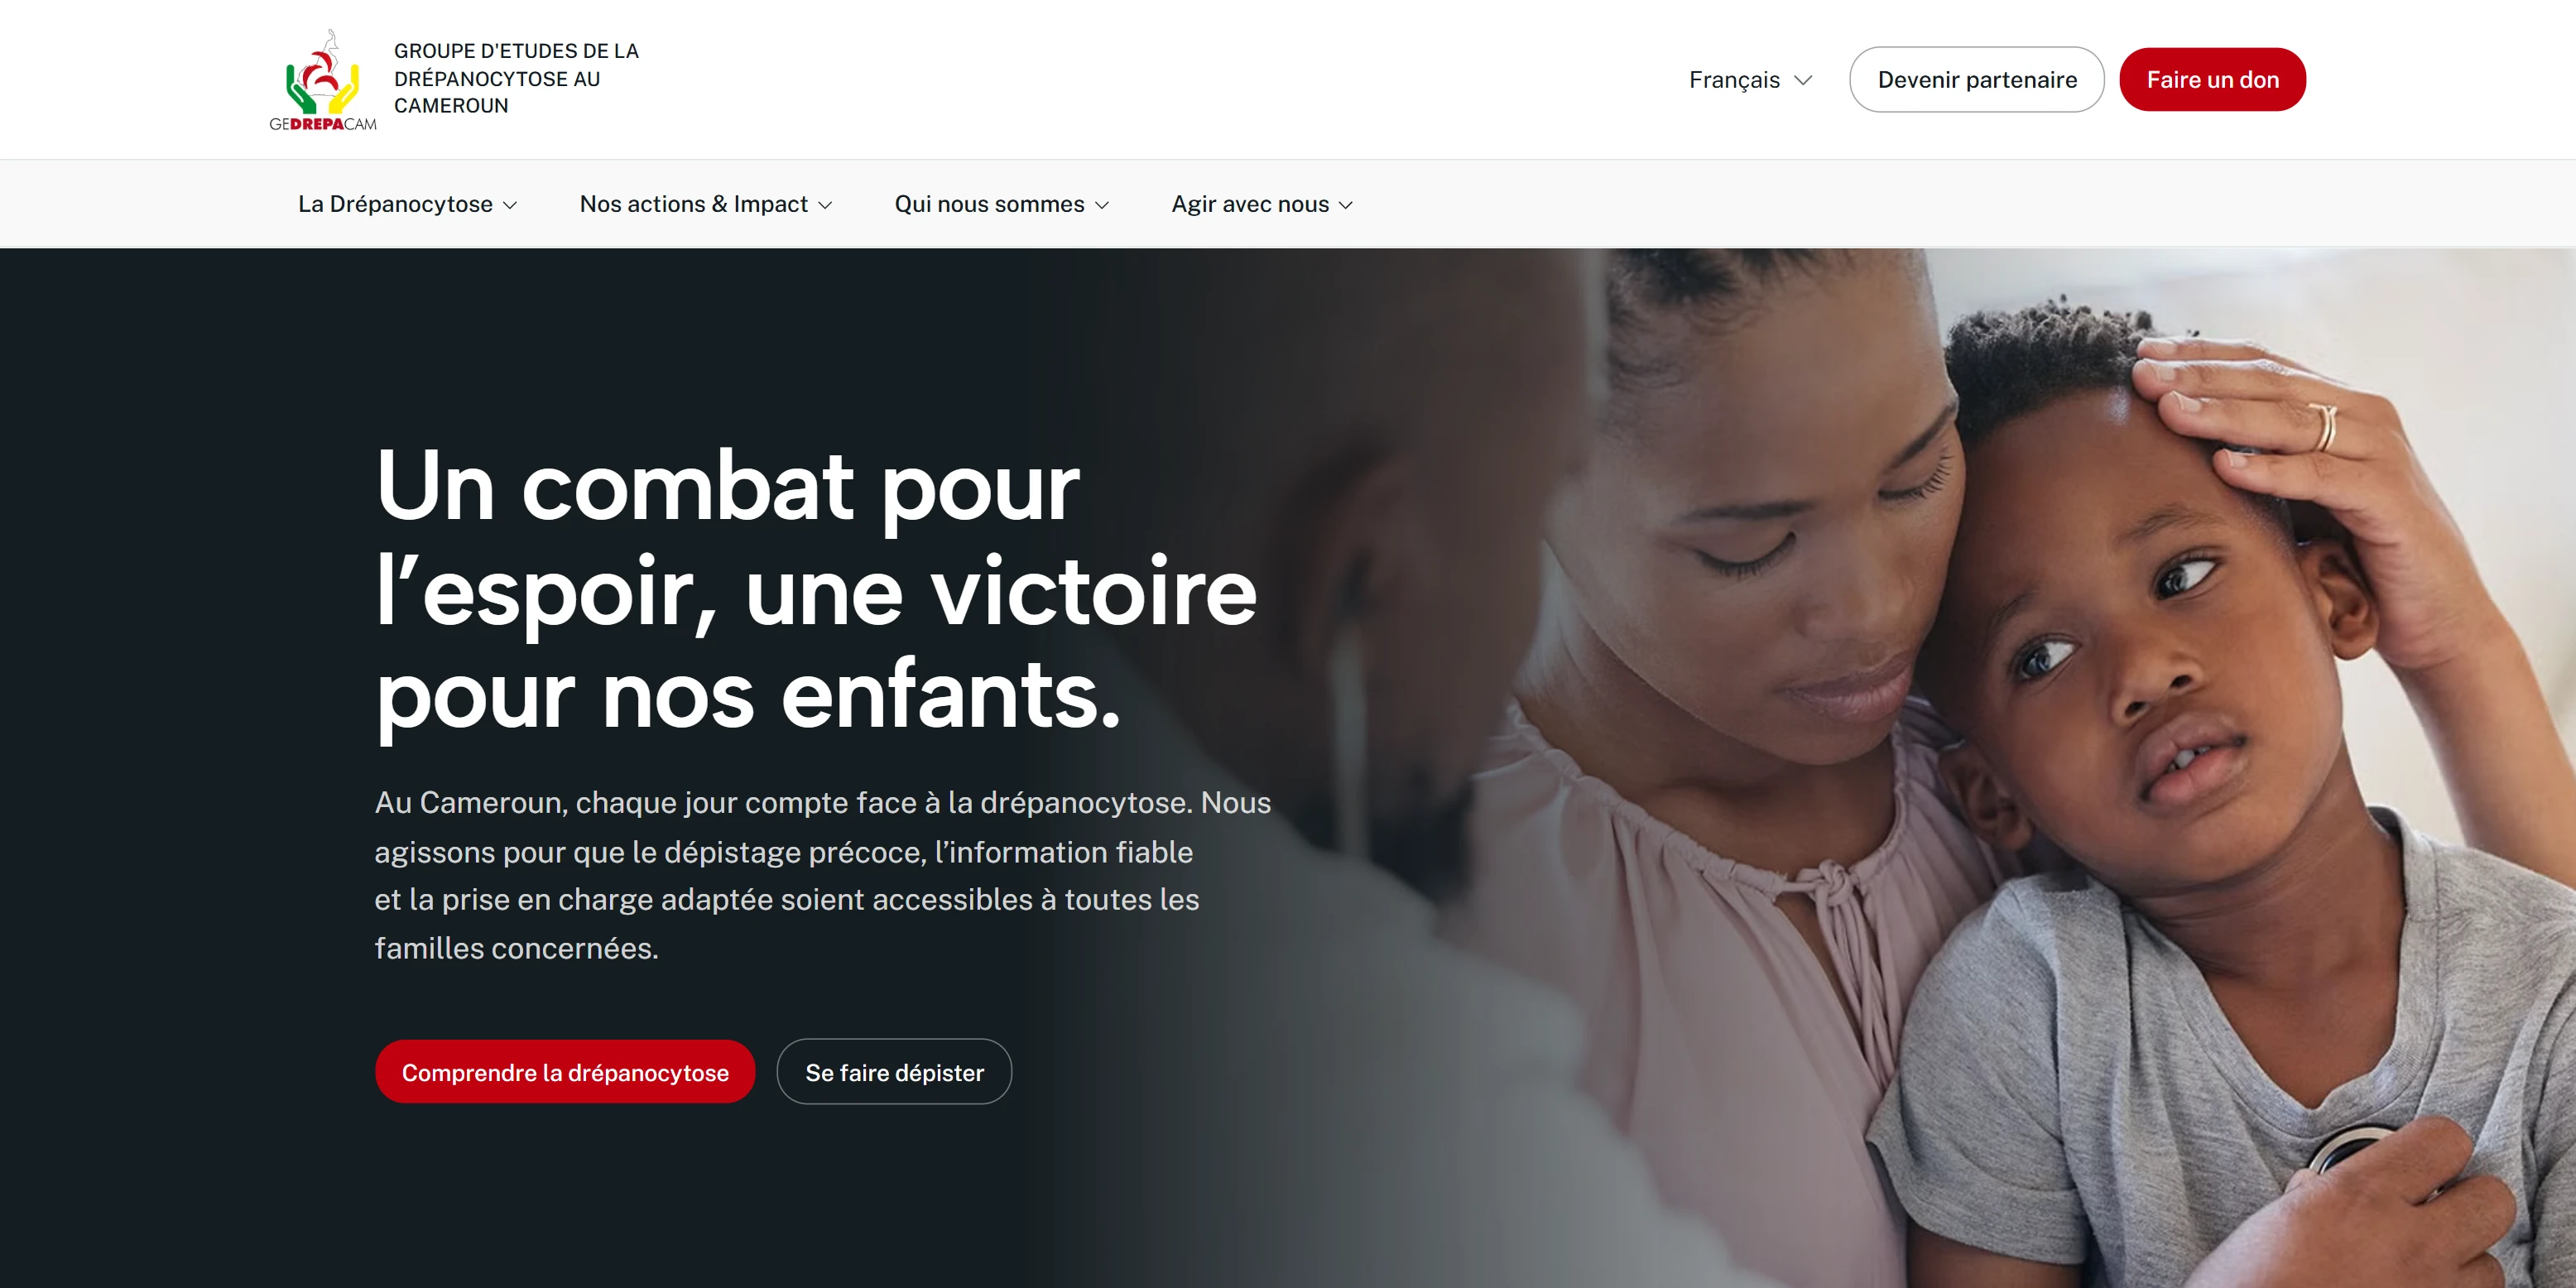 GROUPE D'ETUDES DE LA
DRÉPANOCYTOSE AU
CAMEROUN
GEDREPACAM
Français
Devenir partenaire
Faire un don
La Drépanocytose
Nos actions & Impact
Qui nous sommes
Agir avec nous
Un combat pour
l’espoir, une victoire
pour nos enfants.
Au Cameroun, chaque jour compte face à la drépanocytose. Nous
agissons pour que le dépistage précoce, l’information fiable
et la prise en charge adaptée soient accessibles à toutes les
familles concernées.
Comprendre la drépanocytose
Se faire dépister